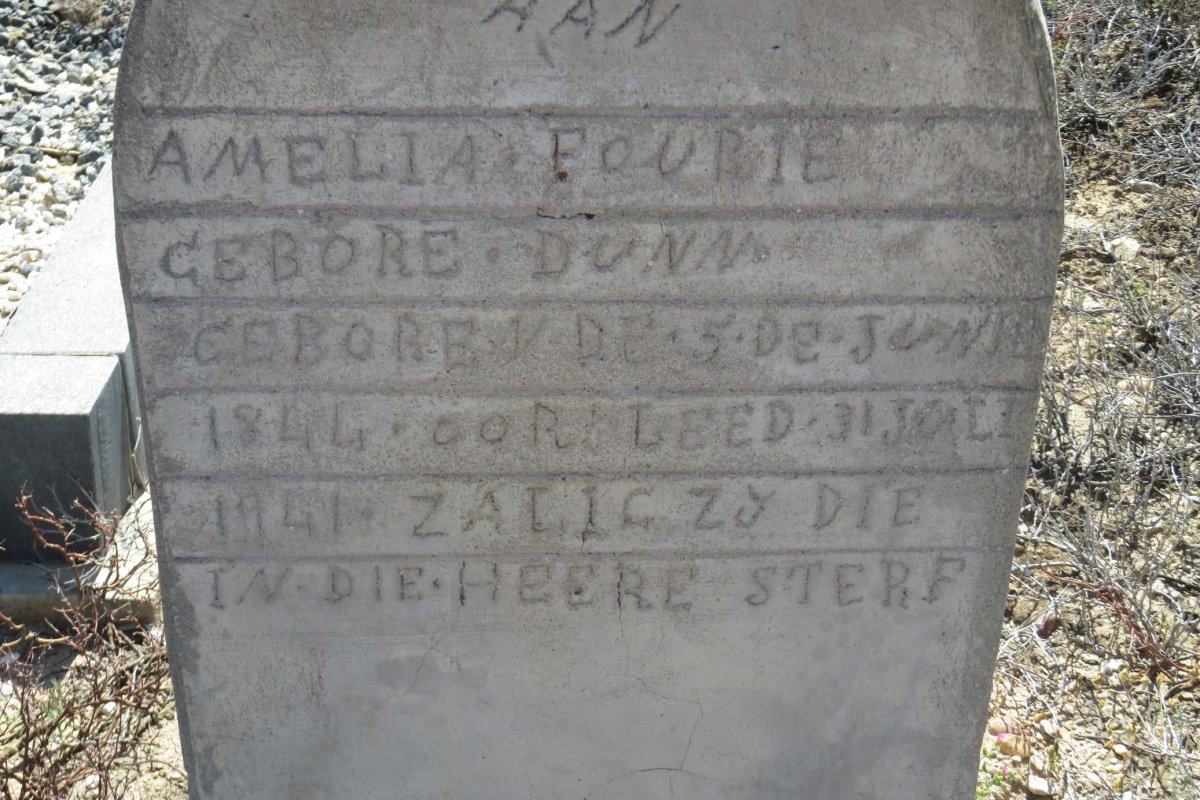 AAN
AMELIA · FOURIE
GEBORE · DUNN
GEBOREN · DE · 5 · DE · JUNIE
1844 · OORLEED · 31 JULI
1941 · ZALIG ZY DIE
IN · DIE · HEERE STERF